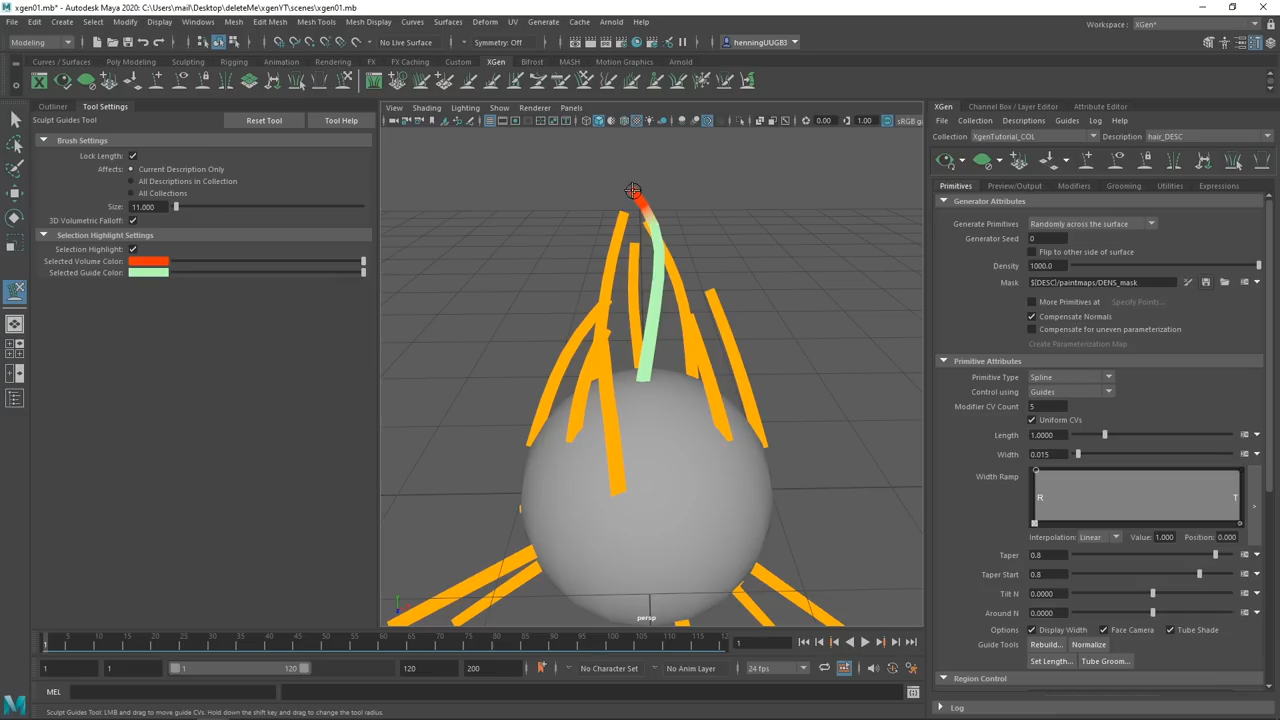 xgen01.mb* - Autodesk Maya 2020: C:\Users\mail\Desktop\deleteMe\xgenYT\scenes\xgen01.mb
File Edit Create Select Modify Display Windows Mesh Edit Mesh Mesh Tools Mesh Display Curves Surfaces Deform UV Generate Cache Arnold Help
Workspace : XGen*
Modeling
No Live Surface
Symmetry: Off
henningUUGB3
Curves / Surfaces Poly Modeling Sculpting Rigging Animation Rendering FX FX Caching Custom XGen Bifrost MASH Motion Graphics Arnold
Outliner Tool Settings
Sculpt Guides Tool
Reset Tool Tool Help
Brush Settings
Lock Length:
Affects: Current Description Only
All Descriptions in Collection
All Collections
Size: 11.000
3D Volumetric Falloff:
Selection Highlight Settings
Selection Highlight:
Selected Volume Color:
Selected Guide Color:
View Shading Lighting Show Renderer Panels
0.00 1.00 sRGB g
persp
XGen Channel Box / Layer Editor Attribute Editor
File Collection Descriptions Guides Log Help
Collection XgenTutorial_COL Description hair_DESC
Primitives Preview/Output Modifiers Grooming Utilities Expressions
Generator Attributes
Generate Primitives Randomly across the surface
Generator Seed 0
Flip to other side of surface
Density 1000.0
Mask ${DESC}/paintmaps/DENS_mask
More Primitives at Specify Points...
Compensate Normals
Compensate for uneven parameterization
Create Parameterization Map
Primitive Attributes
Primitive Type Spline
Control using Guides
Modifier CV Count 5
Uniform CVs
Length 1.0000
Width 0.015
Width Ramp
R T
>
Interpolation: Linear Value: 1.000 Position: 0.000
Taper 0.8
Taper Start 0.8
Tilt N 0.0000
Around N 0.0000
Options Display Width Face Camera Tube Shade
Guide Tools Rebuild... Normalize
Set Length... Tube Groom...
Region Control
Log
5 10 15 20 25 30 35 40 45 50 55 60 65 70 75 80 85 90 95 100 105 110 115 12
1
1 1 1 120 120 200
No Character Set
No Anim Layer
24 fps
MEL
Sculpt Guides Tool: LMB and drag to move guide CVs. Hold down the shift key and drag to change the tool radius.